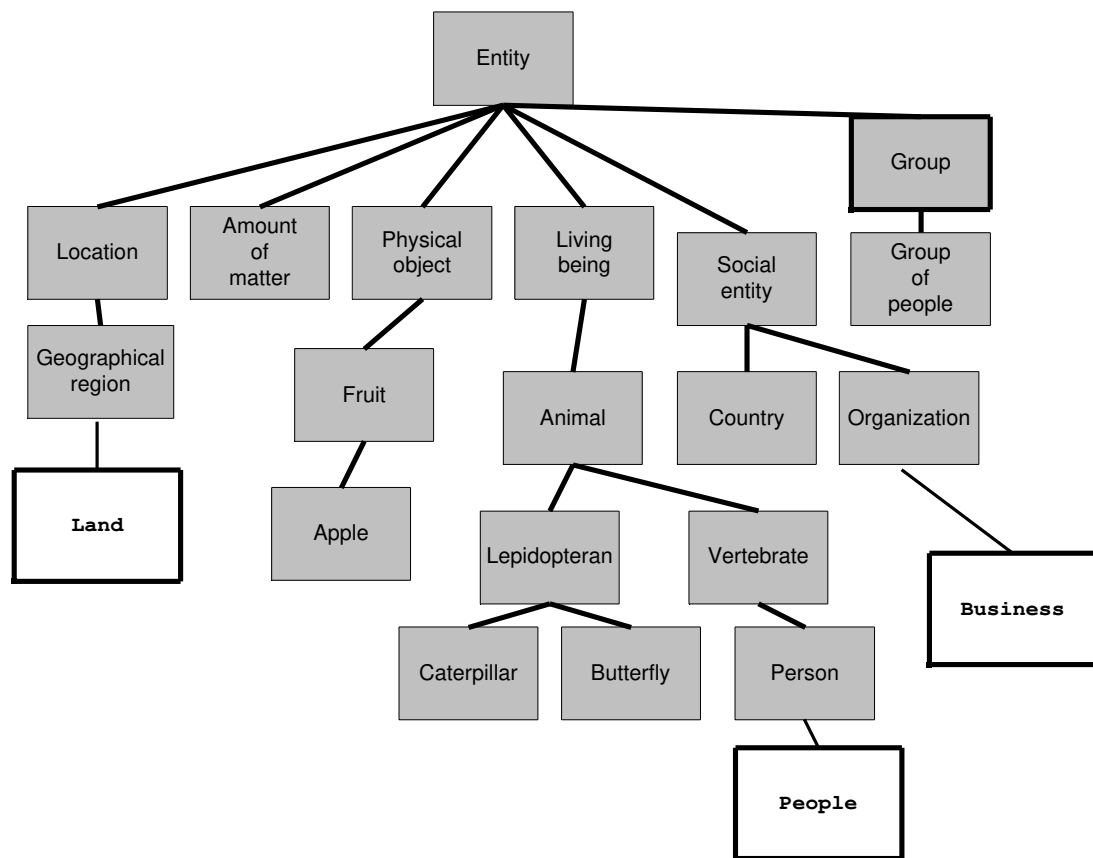 Entity
Group
Location
Amount
of
matter
Physical
object
Living
being
Social
entity
Group
of
people
Geographical
region
Fruit
Animal
Country
Organization
Land
Apple
Lepidopteran
Vertebrate
Business
Caterpillar
Butterfly
Person
People